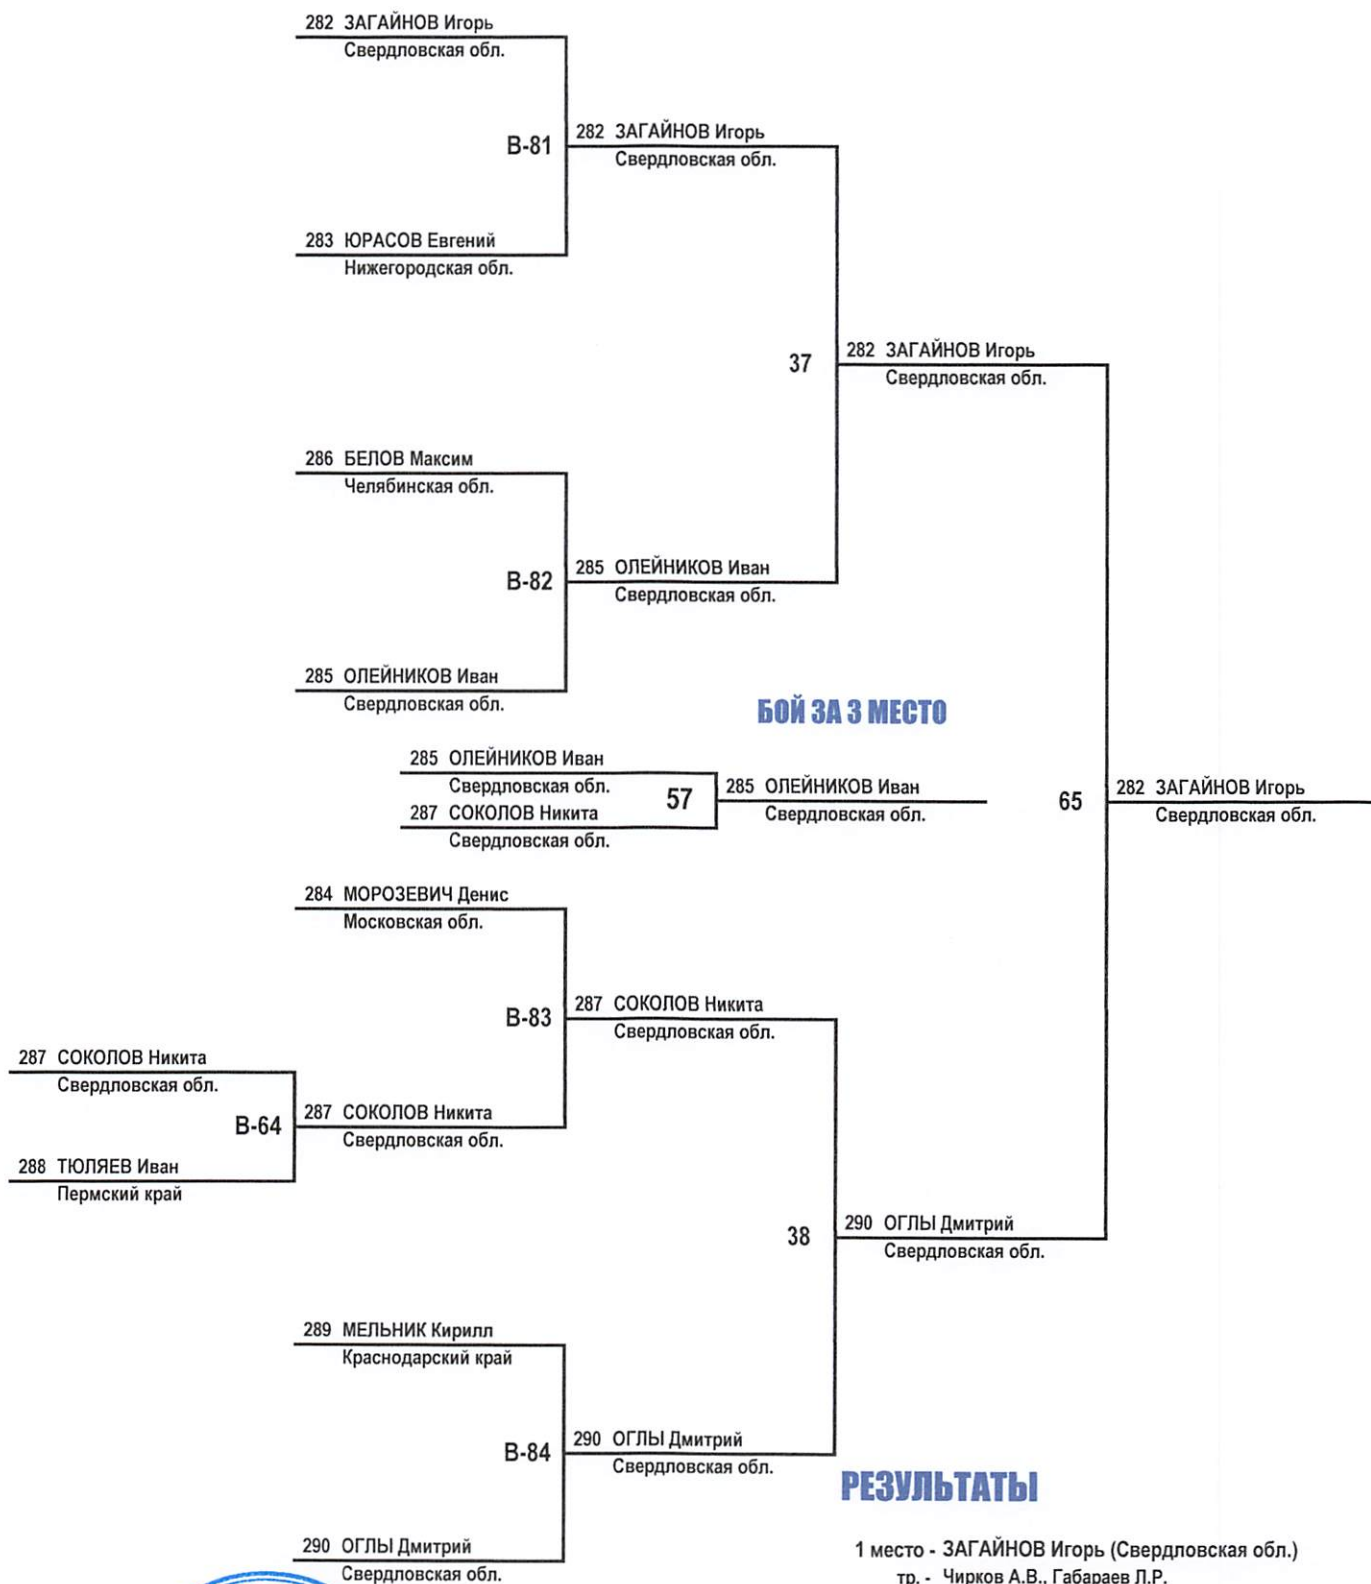 282 ЗАГАЙНОВ Игорь
Свердловская обл.
В-81
282 ЗАГАЙНОВ Игорь
Свердловская обл.
283 ЮРАСОВ Евгений
Нижегородская обл.
37
282 ЗАГАЙНОВ Игорь
Свердловская обл.
286 БЕЛОВ Максим
Челябинская обл.
В-82
285 ОЛЕЙНИКОВ Иван
Свердловская обл.
285 ОЛЕЙНИКОВ Иван
Свердловская обл.
БОЙ ЗА 3 МЕСТО
285 ОЛЕЙНИКОВ Иван
Свердловская обл.
57
285 ОЛЕЙНИКОВ Иван
Свердловская обл.
287 СОКОЛОВ Никита
Свердловская обл.
65
282 ЗАГАЙНОВ Игорь
Свердловская обл.
284 МОРОЗЕВИЧ Денис
Московская обл.
В-83
287 СОКОЛОВ Никита
Свердловская обл.
287 СОКОЛОВ Никита
Свердловская обл.
В-64
287 СОКОЛОВ Никита
Свердловская обл.
288 ТЮЛЯЕВ Иван
Пермский край
38
290 ОГЛЫ Дмитрий
Свердловская обл.
289 МЕЛЬНИК Кирилл
Краснодарский край
В-84
290 ОГЛЫ Дмитрий
Свердловская обл.
290 ОГЛЫ Дмитрий
Свердловская обл.
РЕЗУЛЬТАТЫ
1 место - ЗАГАЙНОВ Игорь (Свердловская обл.)
тр. - Чирков А.В., Габараев Л.Р.